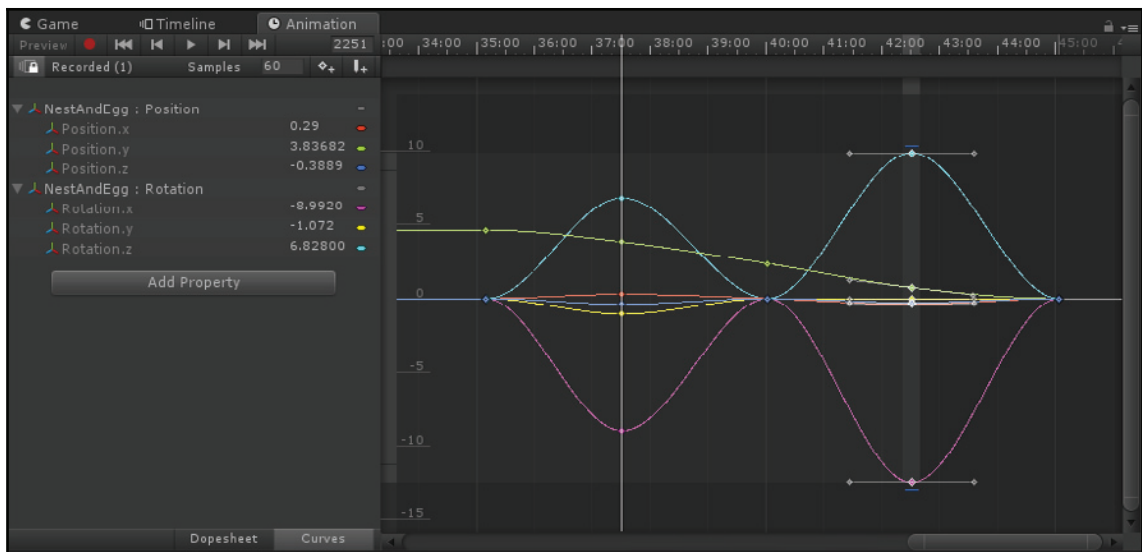 Game Timeline Animation
Preview 2251
:00 34:00 35:00 36:00 37:00 38:00 39:00 40:00 41:00 42:00 43:00 44:00 45:00
Recorded (1) Samples 60
NestAndEgg : Position
Position.x 0.29
Position.y 3.83682
Position.z -0.3889
NestAndEgg : Rotation
Rotation.x -8.9920
Rotation.y -1.072
Rotation.z 6.82800
Add Property
10
5
0
-5
-10
-15
Dopesheet Curves